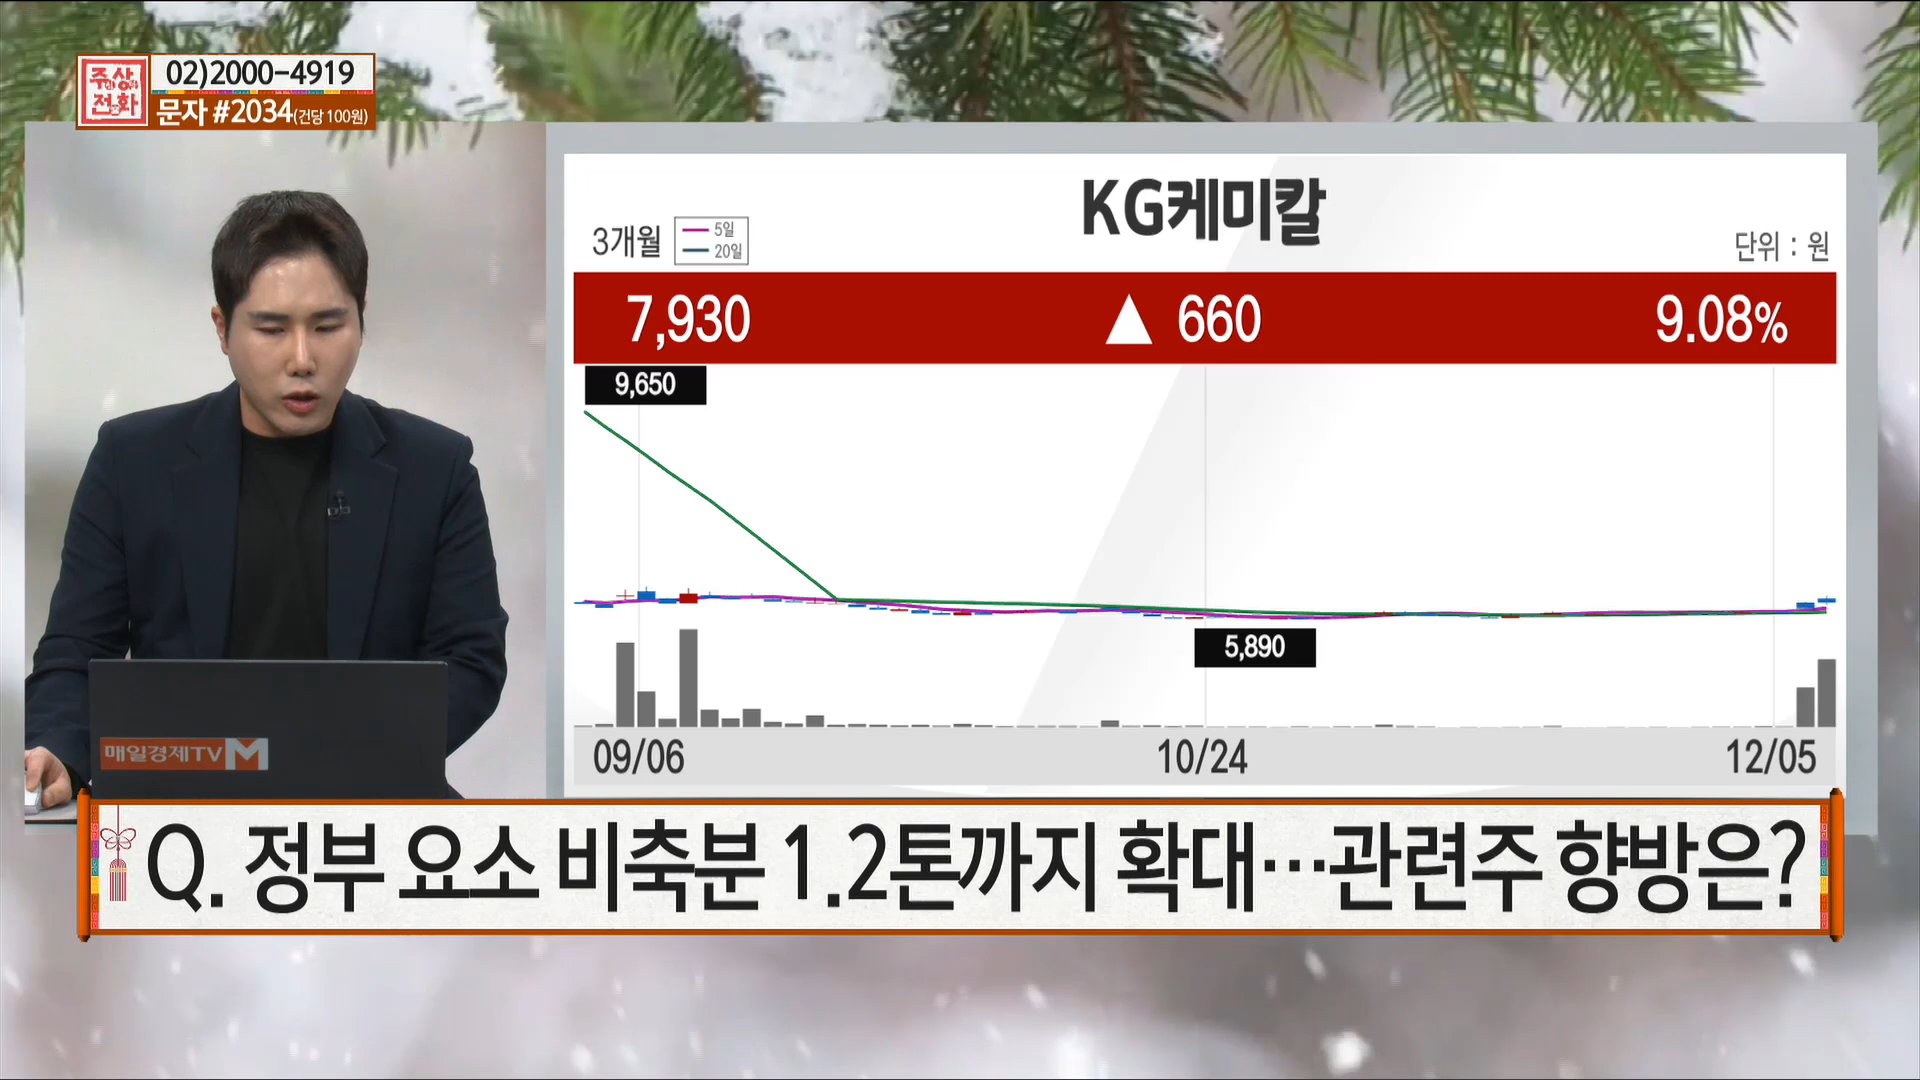 주상
전화
02)2000-4919
문자 #2034(건당 100원)
KG케미칼
3개월
5일
20일
단위 : 원
7,930 ▲ 660 9.08%
9,650
5,890
09/06 10/24 12/05
매일경제TV M
Q. 정부 요소 비축분 1.2톤까지 확대…관련주 향방은?